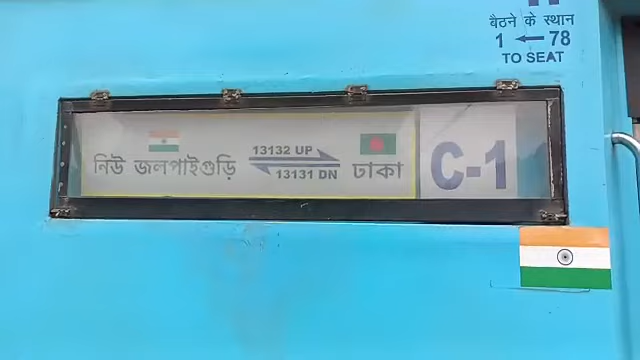 बैठने के स्थान
1 ← 78
TO SEAT
নিউ জলপাইগুড়ি
13132 UP
13131 DN
ঢাকা
C-1